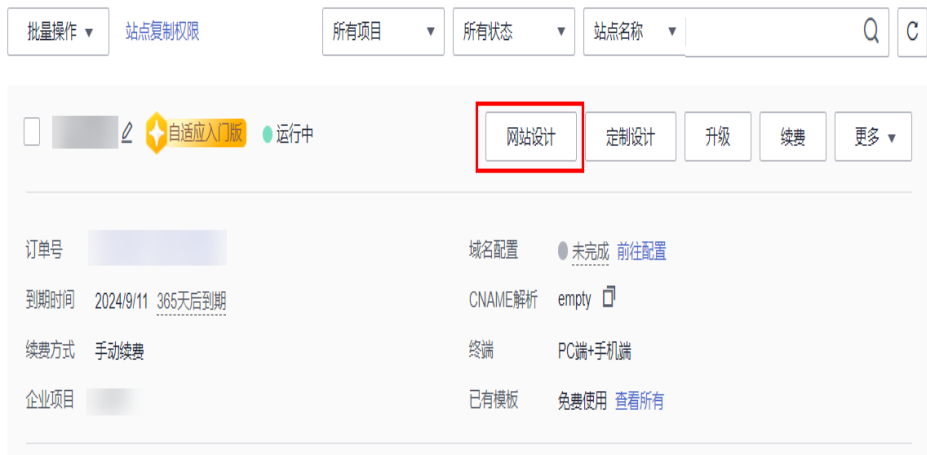 批量操作 站点复制权限 所有项目 所有状态 站点名称
自适应入门版 运行中 网站设计 定制设计 升级 续费 更多
订单号 域名配置 未完成 前往配置
到期时间 2024/9/11 365天后到期 CNAME解析 empty
续费方式 手动续费 终端 PC端+手机端
企业项目 已有模板 免费使用 查看所有